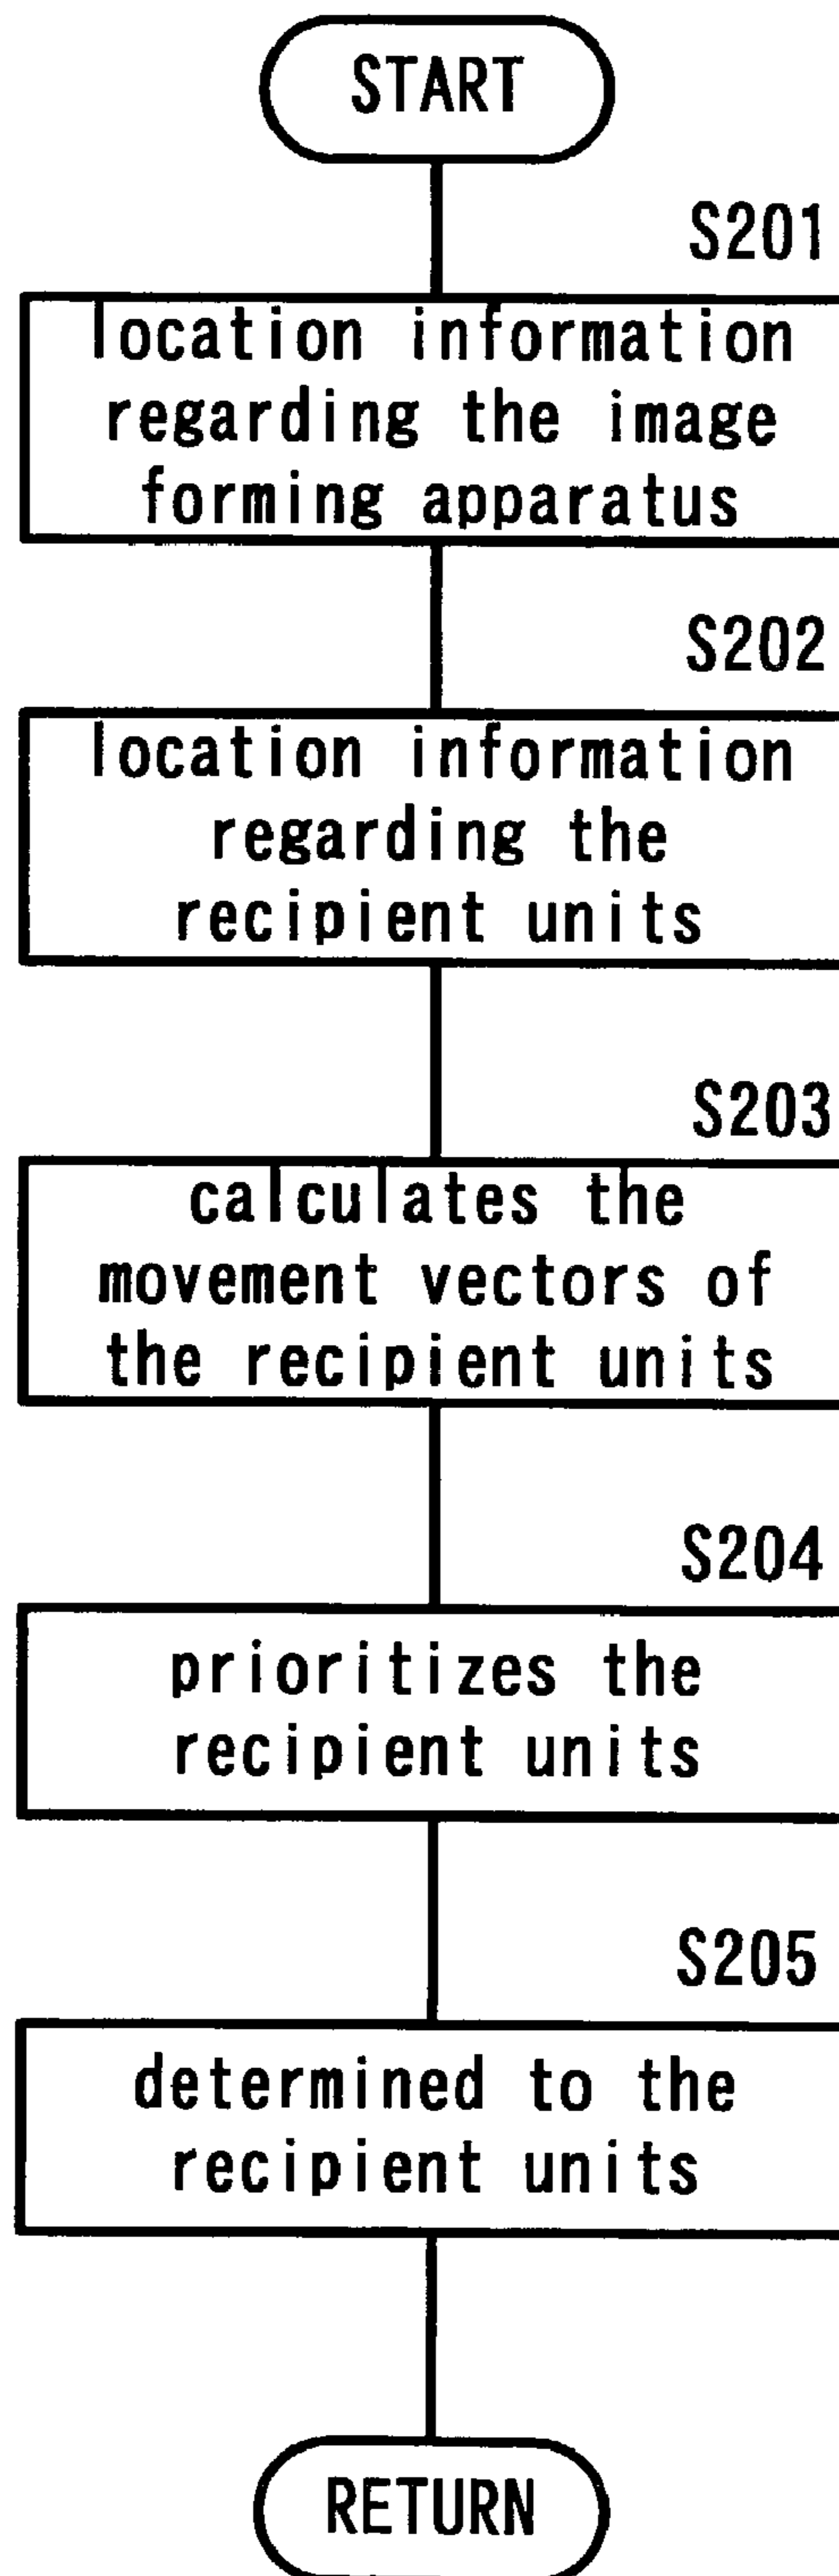 START
S201
location information
regarding the image
forming apparatus
S202
location information
regarding the
recipient units
S203
calculates the
movement vectors of
the recipient units
S204
prioritizes the
recipient units
S205
determined to the
recipient units
RETURN